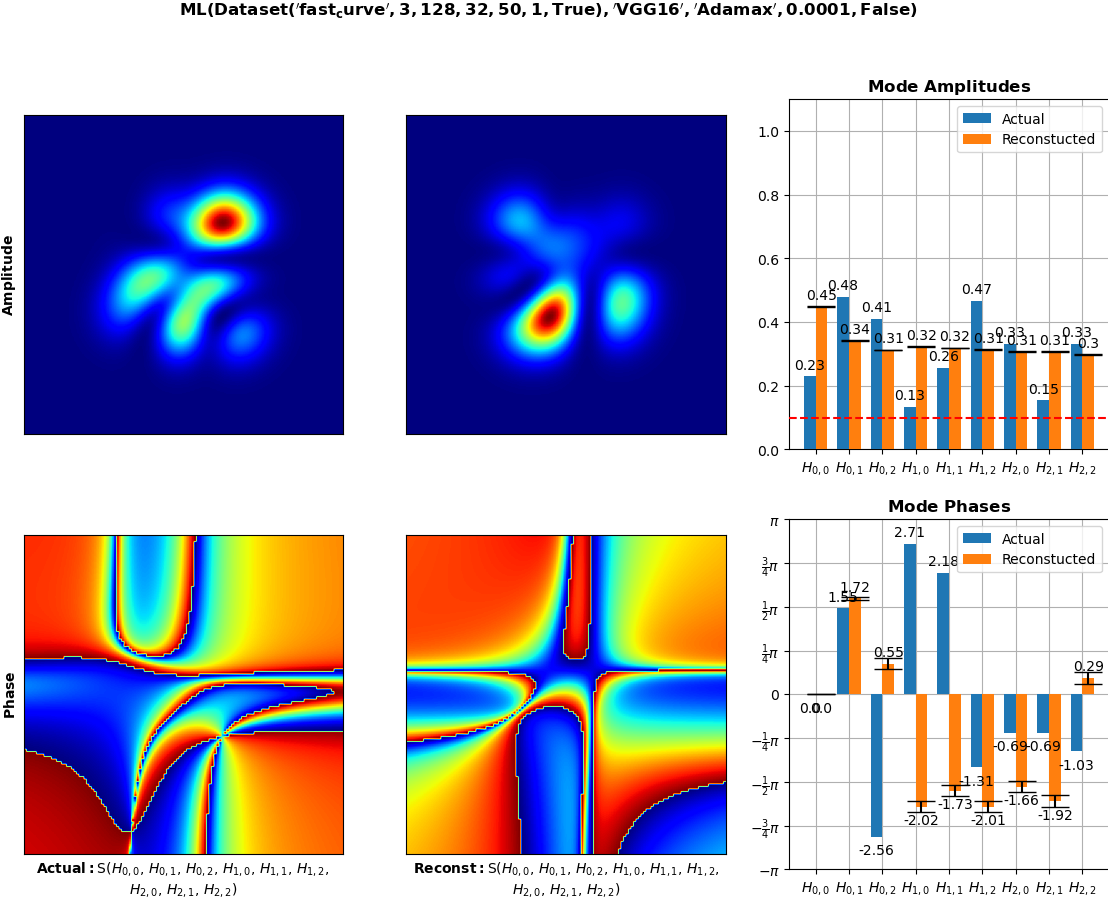 ML(Dataset('fast_curve', 3, 128, 32, 50, 1, True), 'VGG16', 'Adamax', 0.0001, False)
Amplitude
Mode Amplitudes
Actual
Reconstucted
1.0
0.8
0.6
0.4
0.2
0.0
0.23 0.45 0.48 0.34 0.41 0.31 0.13 0.32 0.26 0.32 0.47 0.31 0.33 0.31 0.15 0.31 0.33 0.3
H0,0 H0,1 H0,2 H1,0 H1,1 H1,2 H2,0 H2,1 H2,2
Phase
Actual: S(H0,0, H0,1, H0,2, H1,0, H1,1, H1,2,
H2,0, H2,1, H2,2)
Reconst: S(H0,0, H0,1, H0,2, H1,0, H1,1, H1,2,
H2,0, H2,1, H2,2)
Mode Phases
Actual
Reconstucted
π
3/4π
1/2π
1/4π
0
−1/4π
−1/2π
−3/4π
−π
0.0 0.0 1.55 1.72 -2.56 0.55 2.71 -2.02 2.18 -1.73 -1.31 -2.01 -0.69 -1.66 -0.69 -1.92 -1.03 0.29
H0,0 H0,1 H0,2 H1,0 H1,1 H1,2 H2,0 H2,1 H2,2